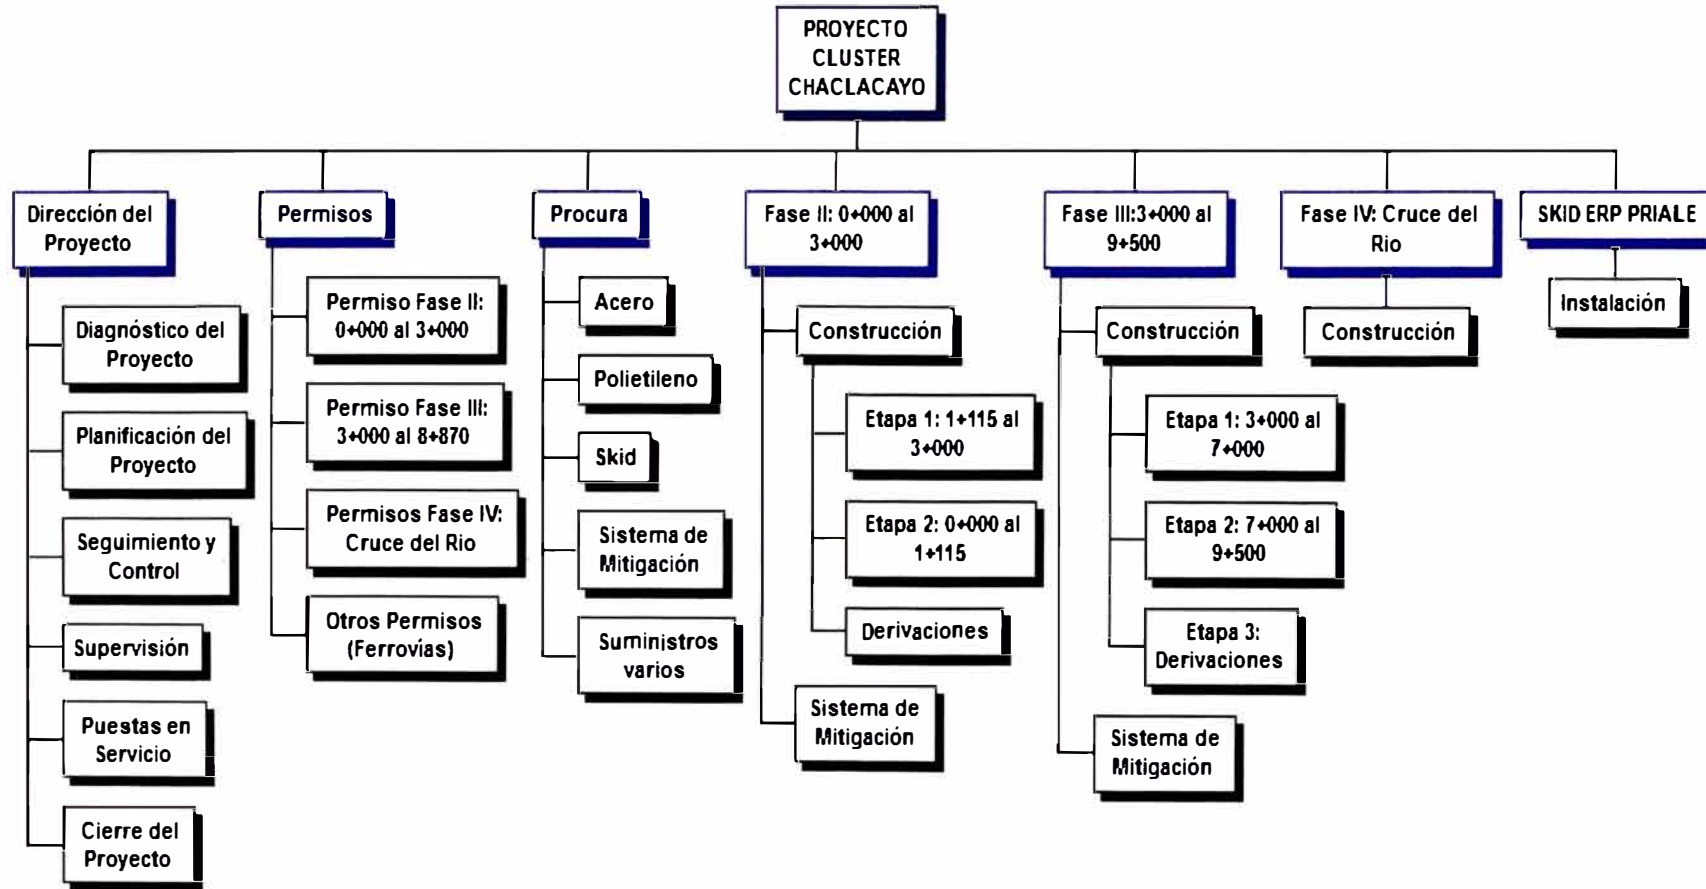 PROYECTO
CLUSTER
CHACLACAYO
Dirección del
Proyecto
Diagnóstico del
Proyecto
Planificación del
Proyecto
Seguimiento y
Control
Supervisión
Puestas en
Servicio
Cierre del
Proyecto
Permisos
Permiso Fase II:
0+000 al 3+000
Permiso Fase III:
3+000 al 8+870
Permisos Fase IV:
Cruce del Rio
Otros Permisos
(Ferrovías)
Procura
Acero
Polietileno
Skid
Sistema de
Mitigación
Suministros
varios
Fase II: 0+000 al
3+000
Construcción
Etapa 1: 1+115 al
3+000
Etapa 2: 0+000 al
1+115
Derivaciones
Sistema de
Mitigación
Fase III:3+000 al
9+500
Construcción
Etapa 1: 3+000 al
7+000
Etapa 2: 7+000 al
9+500
Etapa 3:
Derivaciones
Sistema de
Mitigación
Fase IV: Cruce del
Rio
Construcción
SKID ERP PRIALE
Instalación